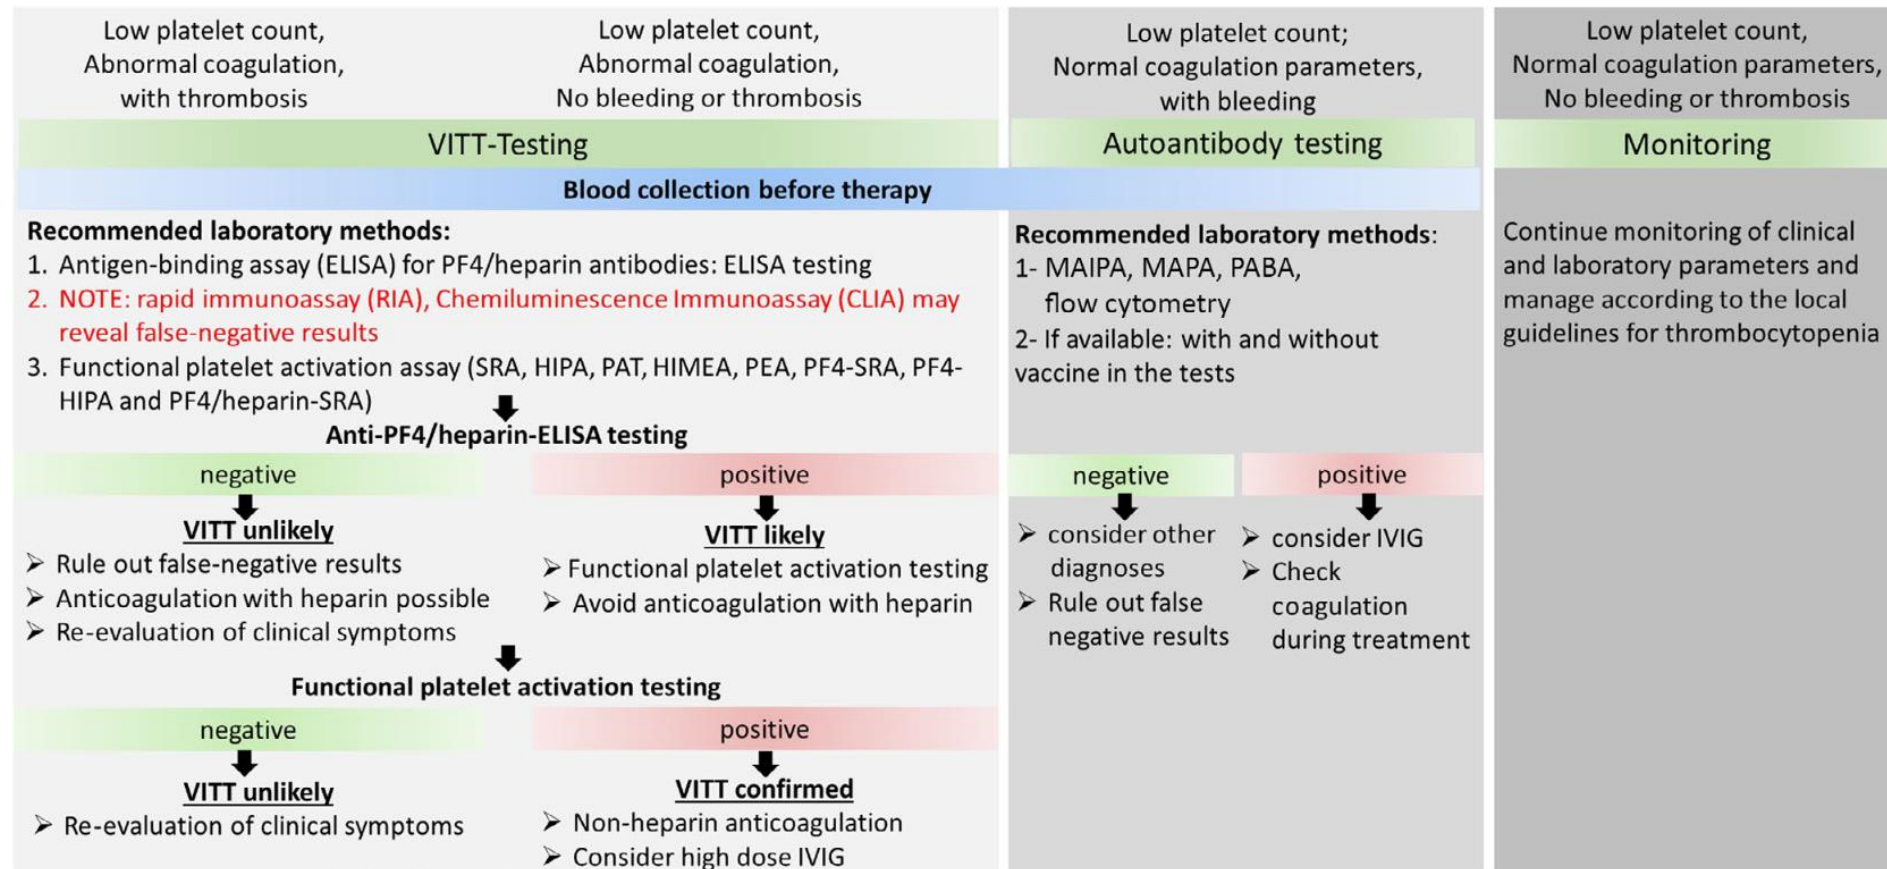 Low platelet count,
Abnormal coagulation,
with thrombosis
Low platelet count,
Abnormal coagulation,
No bleeding or thrombosis
VITT-Testing
Low platelet count;
Normal coagulation parameters,
with bleeding
Autoantibody testing
Low platelet count,
Normal coagulation parameters,
No bleeding or thrombosis
Monitoring
Blood collection before therapy
Recommended laboratory methods:
1. Antigen-binding assay (ELISA) for PF4/heparin antibodies: ELISA testing
2. NOTE: rapid immunoassay (RIA), Chemiluminescence Immunoassay (CLIA) may
reveal false-negative results
3. Functional platelet activation assay (SRA, HIPA, PAT, HIMEA, PEA, PF4-SRA, PF4-
HIPA and PF4/heparin-SRA)
Anti-PF4/heparin-ELISA testing
negative
VITT unlikely
➢ Rule out false-negative results
➢ Anticoagulation with heparin possible
➢ Re-evaluation of clinical symptoms
positive
VITT likely
➢ Functional platelet activation testing
➢ Avoid anticoagulation with heparin
Functional platelet activation testing
negative
VITT unlikely
➢ Re-evaluation of clinical symptoms
positive
VITT confirmed
➢ Non-heparin anticoagulation
➢ Consider high dose IVIG
Recommended laboratory methods:
1- MAIPA, MAPA, PABA,
flow cytometry
2- If available: with and without
vaccine in the tests
negative
➢ consider other
diagnoses
➢ Rule out false
negative results
positive
➢ consider IVIG
➢ Check
coagulation
during treatment
Continue monitoring of clinical
and laboratory parameters and
manage according to the local
guidelines for thrombocytopenia